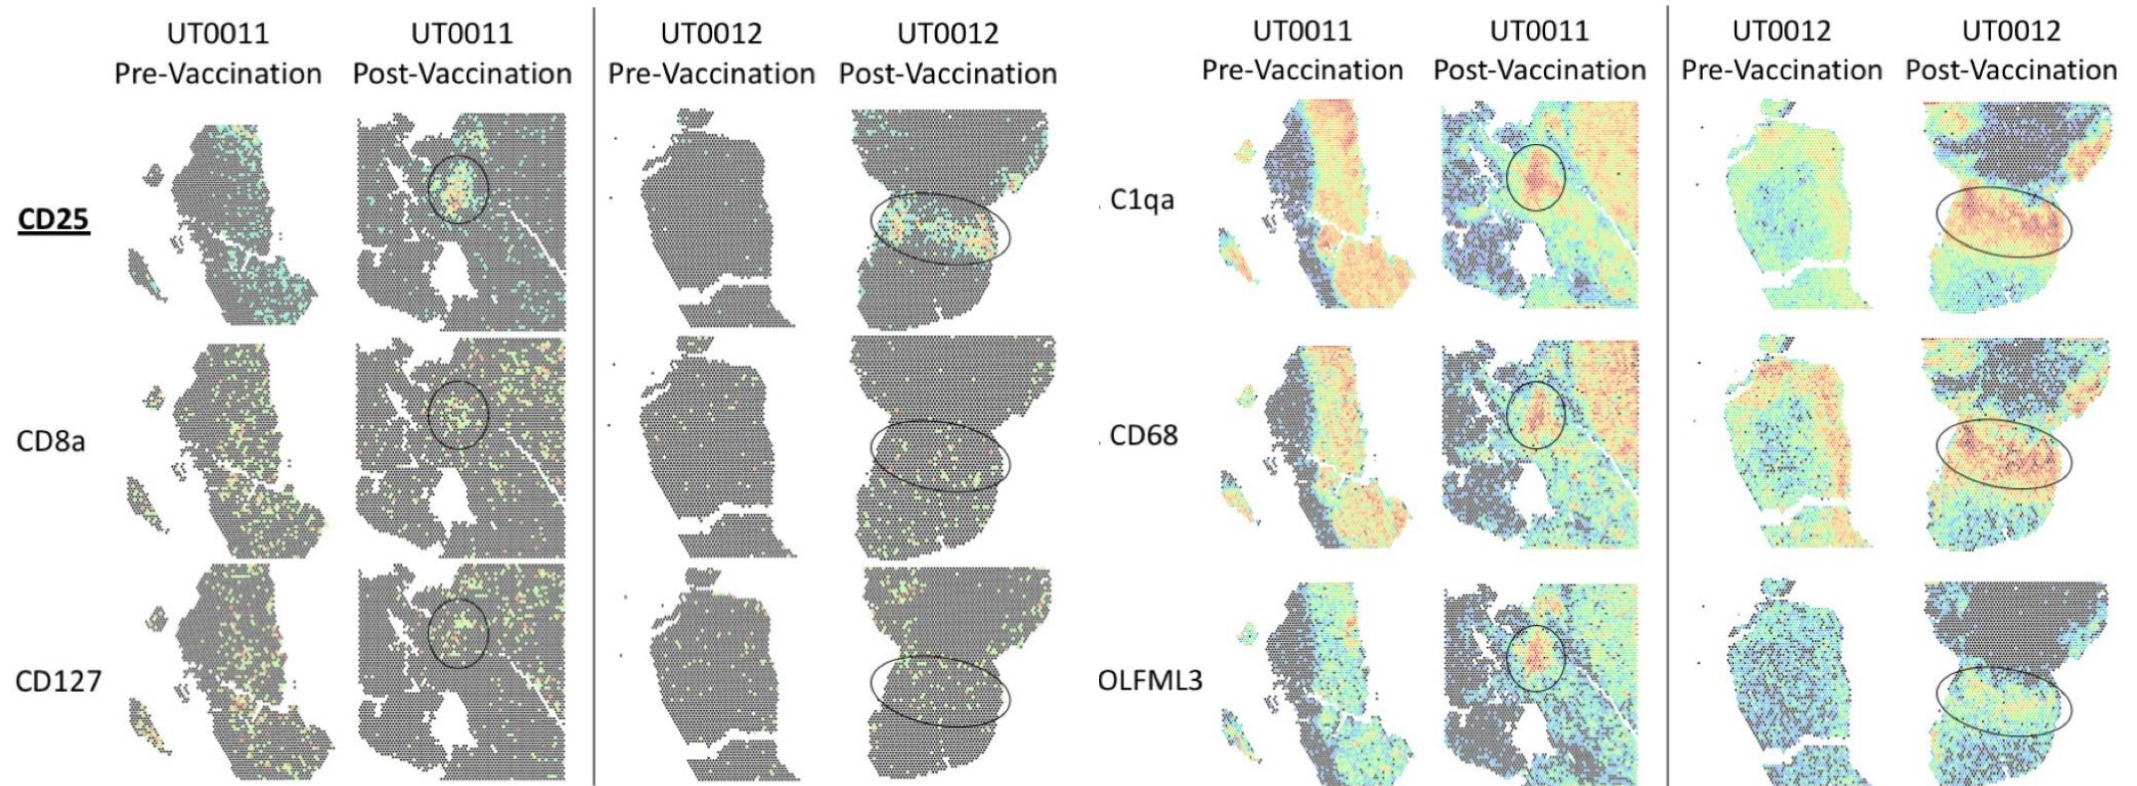 UT0011 UT0011 UT0012 UT0012
Pre-Vaccination Post-Vaccination Pre-Vaccination Post-Vaccination
CD25
CD8a
CD127
UT0011 UT0011 UT0012 UT0012
Pre-Vaccination Post-Vaccination Pre-Vaccination Post-Vaccination
C1qa
CD68
OLFML3